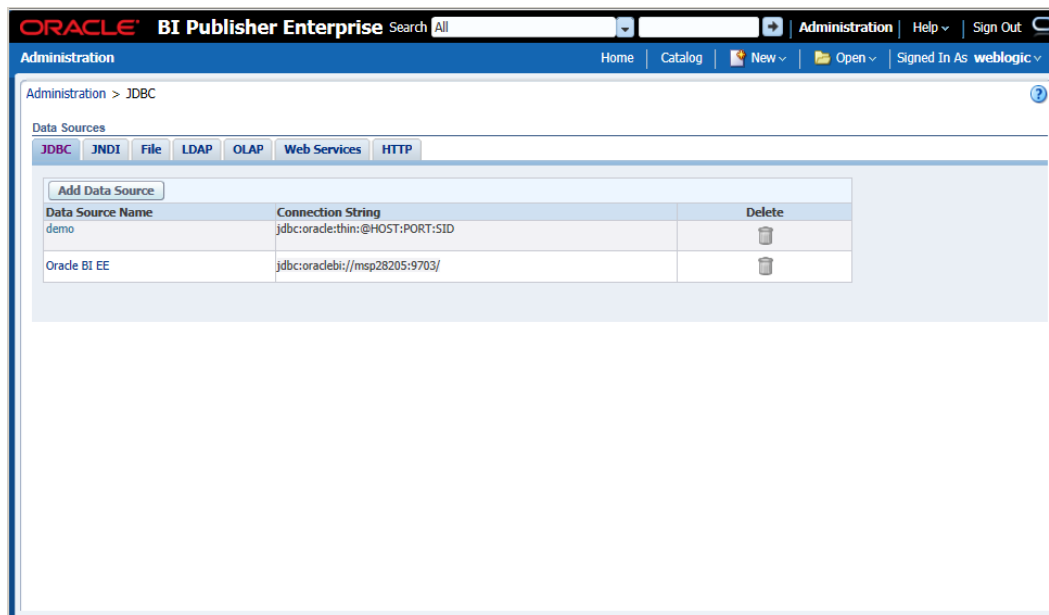 ORACLE BI Publisher Enterprise Search All Administration Help Sign Out
Administration Home Catalog New Open Signed In As weblogic
Administration > JDBC ?
Data Sources
JDBC JNDI File LDAP OLAP Web Services HTTP
Add Data Source
Data Source Name Connection String Delete
demo jdbc:oracle:thin:@HOST:PORT:SID
Oracle BI EE jdbc:oraclebi://msp28205:9703/